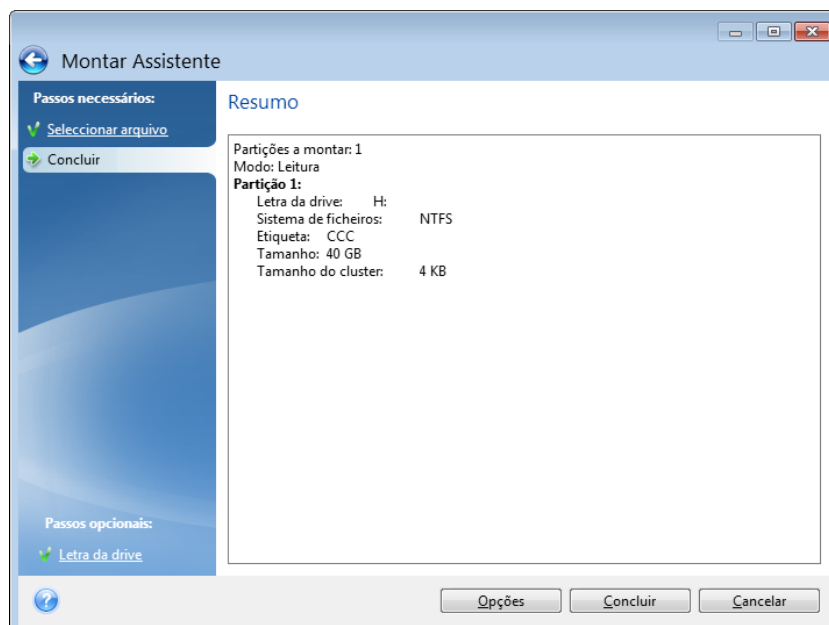 Montar Assistente
Passos necessários:
Seleccionar arquivo
Concluir
Resumo
Partições a montar: 1
Modo: Leitura
Partição 1:
Letra da drive: H:
Sistema de ficheiros: NTFS
Etiqueta: CCC
Tamanho: 40 GB
Tamanho do cluster: 4 KB
Passos opcionais:
Letra da drive
Opções
Concluir
Cancelar